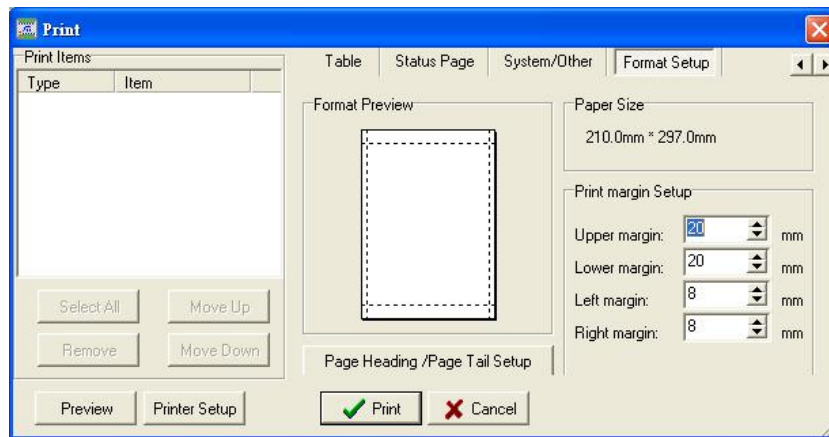 Print
Print Items
Type Item
Select All Move Up
Remove Move Down
Table Status Page System/Other Format Setup
Format Preview
Page Heading /Page Tail Setup
Paper Size
210.0mm * 297.0mm
Print margin Setup
Upper margin: 20 mm
Lower margin: 20 mm
Left margin: 8 mm
Right margin: 8 mm
Preview Printer Setup Print Cancel